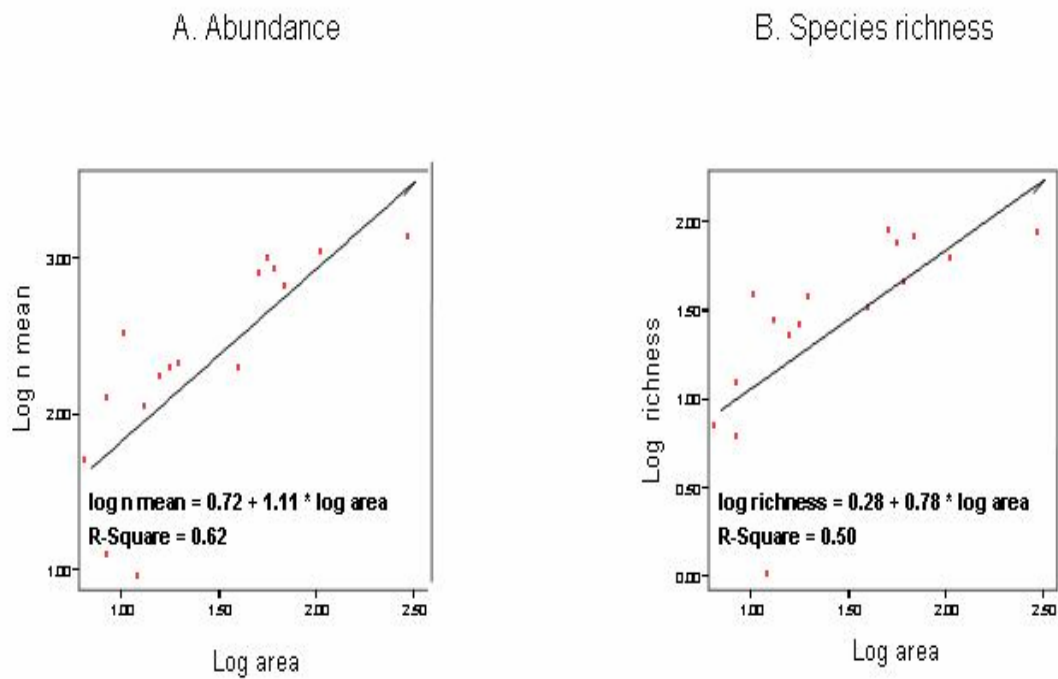 A. Abundance
B. Species richness
Log n mean
3.00
2.00
1.00
log n mean = 0.72 + 1.11 * log area
R-Square = 0.62
1.00 1.50 2.00 2.50
Log area
Log richness
2.00
1.50
1.00
0.50
0.00
log richness = 0.28 + 0.78 * log area
R-Square = 0.50
1.00 1.50 2.00 2.50
Log area